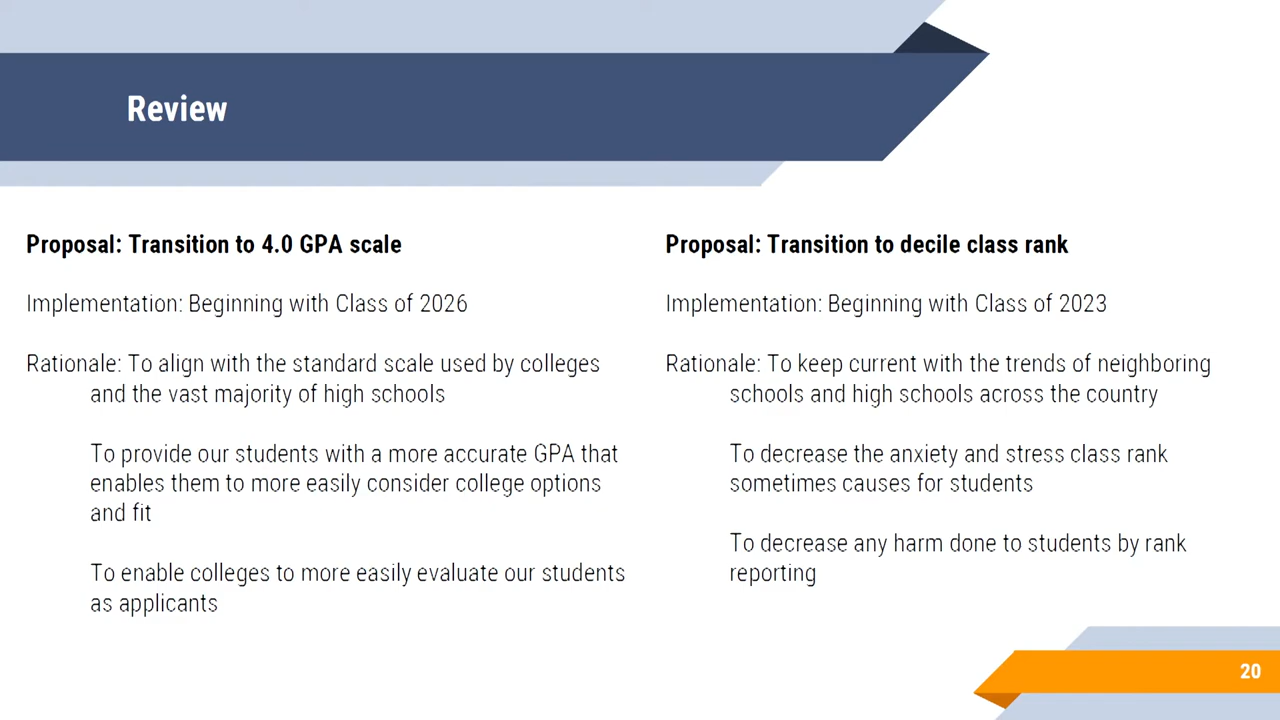 Review
Proposal: Transition to 4.0 GPA scale
Implementation: Beginning with Class of 2026
Rationale: To align with the standard scale used by colleges
and the vast majority of high schools
To provide our students with a more accurate GPA that
enables them to more easily consider college options
and fit
To enable colleges to more easily evaluate our students
as applicants
Proposal: Transition to decile class rank
Implementation: Beginning with Class of 2023
Rationale: To keep current with the trends of neighboring
schools and high schools across the country
To decrease the anxiety and stress class rank
sometimes causes for students
To decrease any harm done to students by rank
reporting
20